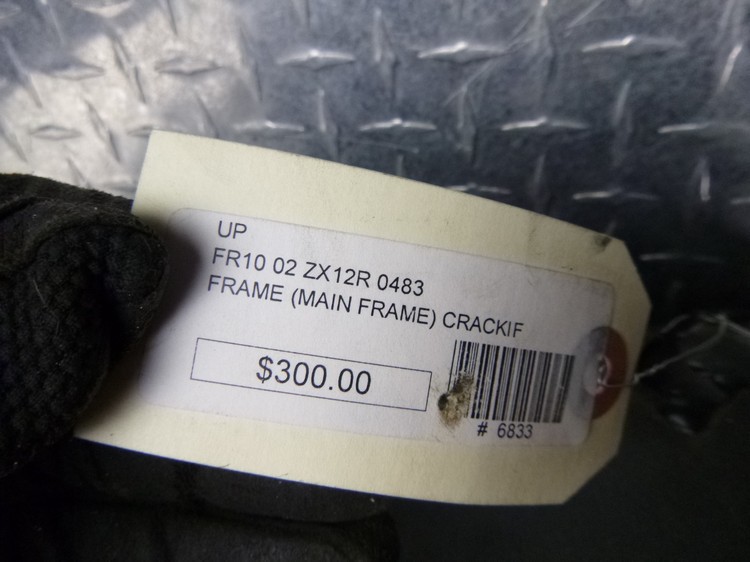 UP
FR10 02 ZX12R 0483
FRAME (MAIN FRAME) CRACKIF
$300.00
# 6833